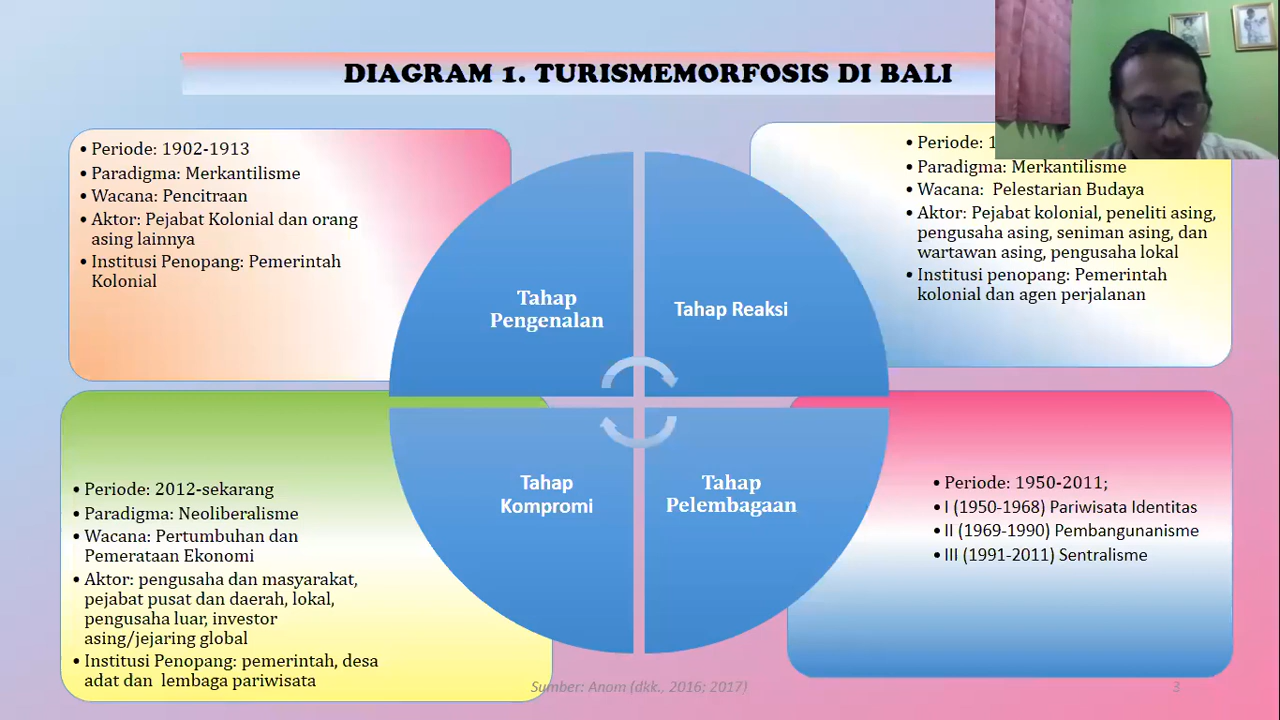 DIAGRAM 1. TURISMEMORFOSIS DI BALI
• Periode: 1902-1913
• Paradigma: Merkantilisme
• Wacana: Pencitraan
• Aktor: Pejabat Kolonial dan orang
asing lainnya
• Institusi Penopang: Pemerintah
Kolonial
• Periode: 1
• Paradigma: Merkantilisme
• Wacana: Pelestarian Budaya
• Aktor: Pejabat kolonial, peneliti asing,
pengusaha asing, seniman asing, dan
wartawan asing, pengusaha lokal
• Institusi penopang: Pemerintah
kolonial dan agen perjalanan
Tahap
Pengenalan
Tahap Reaksi
Tahap
Kompromi
Tahap
Pelembagaan
• Periode: 2012-sekarang
• Paradigma: Neoliberalisme
• Wacana: Pertumbuhan dan
Pemerataan Ekonomi
• Aktor: pengusaha dan masyarakat,
pejabat pusat dan daerah, lokal,
pengusaha luar, investor
asing/jejaring global
• Institusi Penopang: pemerintah, desa
adat dan lembaga pariwisata
• Periode: 1950-2011;
• I (1950-1968) Pariwisata Identitas
• II (1969-1990) Pembangunanisme
• III (1991-2011) Sentralisme
Sumber: Anom (dkk., 2016; 2017)
3